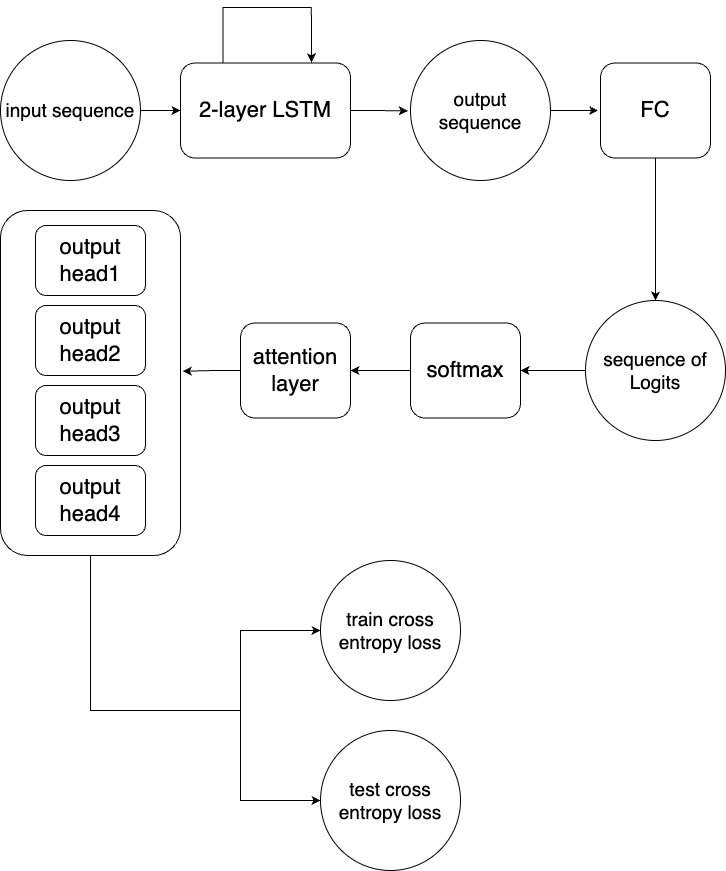 input sequence
2-layer LSTM
output
sequence
FC
sequence of
Logits
softmax
attention
layer
output
head1
output
head2
output
head3
output
head4
train cross
entropy loss
test cross
entropy loss